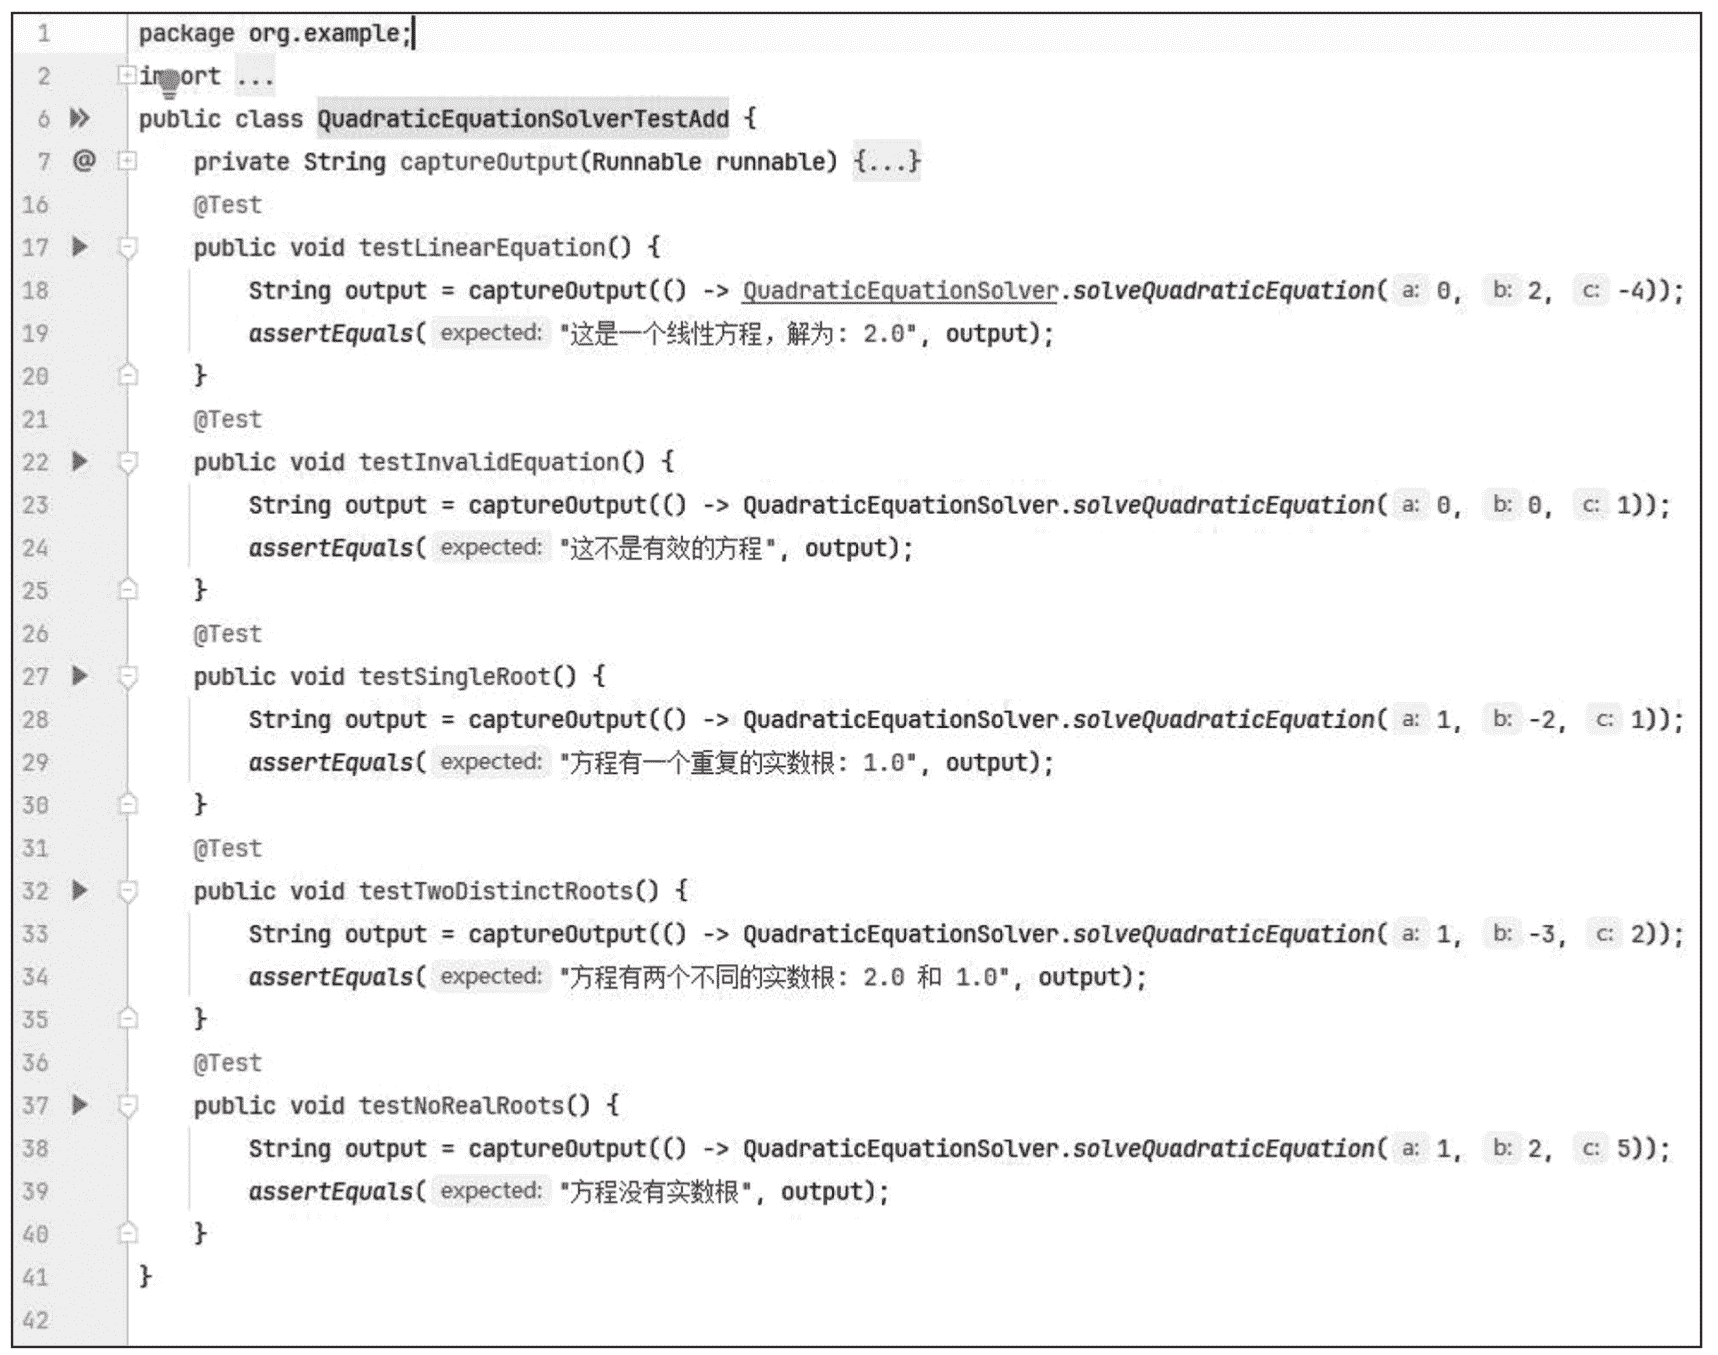 1 package org.example;
2 import ...
6 public class QuadraticEquationSolverTestAdd {
7 @ private String captureOutput(Runnable runnable) {...}
16 @Test
17 public void testLinearEquation() {
18 String output = captureOutput(() -> QuadraticEquationSolver.solveQuadraticEquation( a: 0, b: 2, c: -4));
19 assertEquals( expected: "这是一个线性方程，解为: 2.0", output);
20 }
21 @Test
22 public void testInvalidEquation() {
23 String output = captureOutput(() -> QuadraticEquationSolver.solveQuadraticEquation( a: 0, b: 0, c: 1));
24 assertEquals( expected: "这不是有效的方程", output);
25 }
26 @Test
27 public void testSingleRoot() {
28 String output = captureOutput(() -> QuadraticEquationSolver.solveQuadraticEquation( a: 1, b: -2, c: 1));
29 assertEquals( expected: "方程有一个重复的实数根: 1.0", output);
30 }
31 @Test
32 public void testTwoDistinctRoots() {
33 String output = captureOutput(() -> QuadraticEquationSolver.solveQuadraticEquation( a: 1, b: -3, c: 2));
34 assertEquals( expected: "方程有两个不同的实数根: 2.0 和 1.0", output);
35 }
36 @Test
37 public void testNoRealRoots() {
38 String output = captureOutput(() -> QuadraticEquationSolver.solveQuadraticEquation( a: 1, b: 2, c: 5));
39 assertEquals( expected: "方程没有实数根", output);
40 }
41 }
42